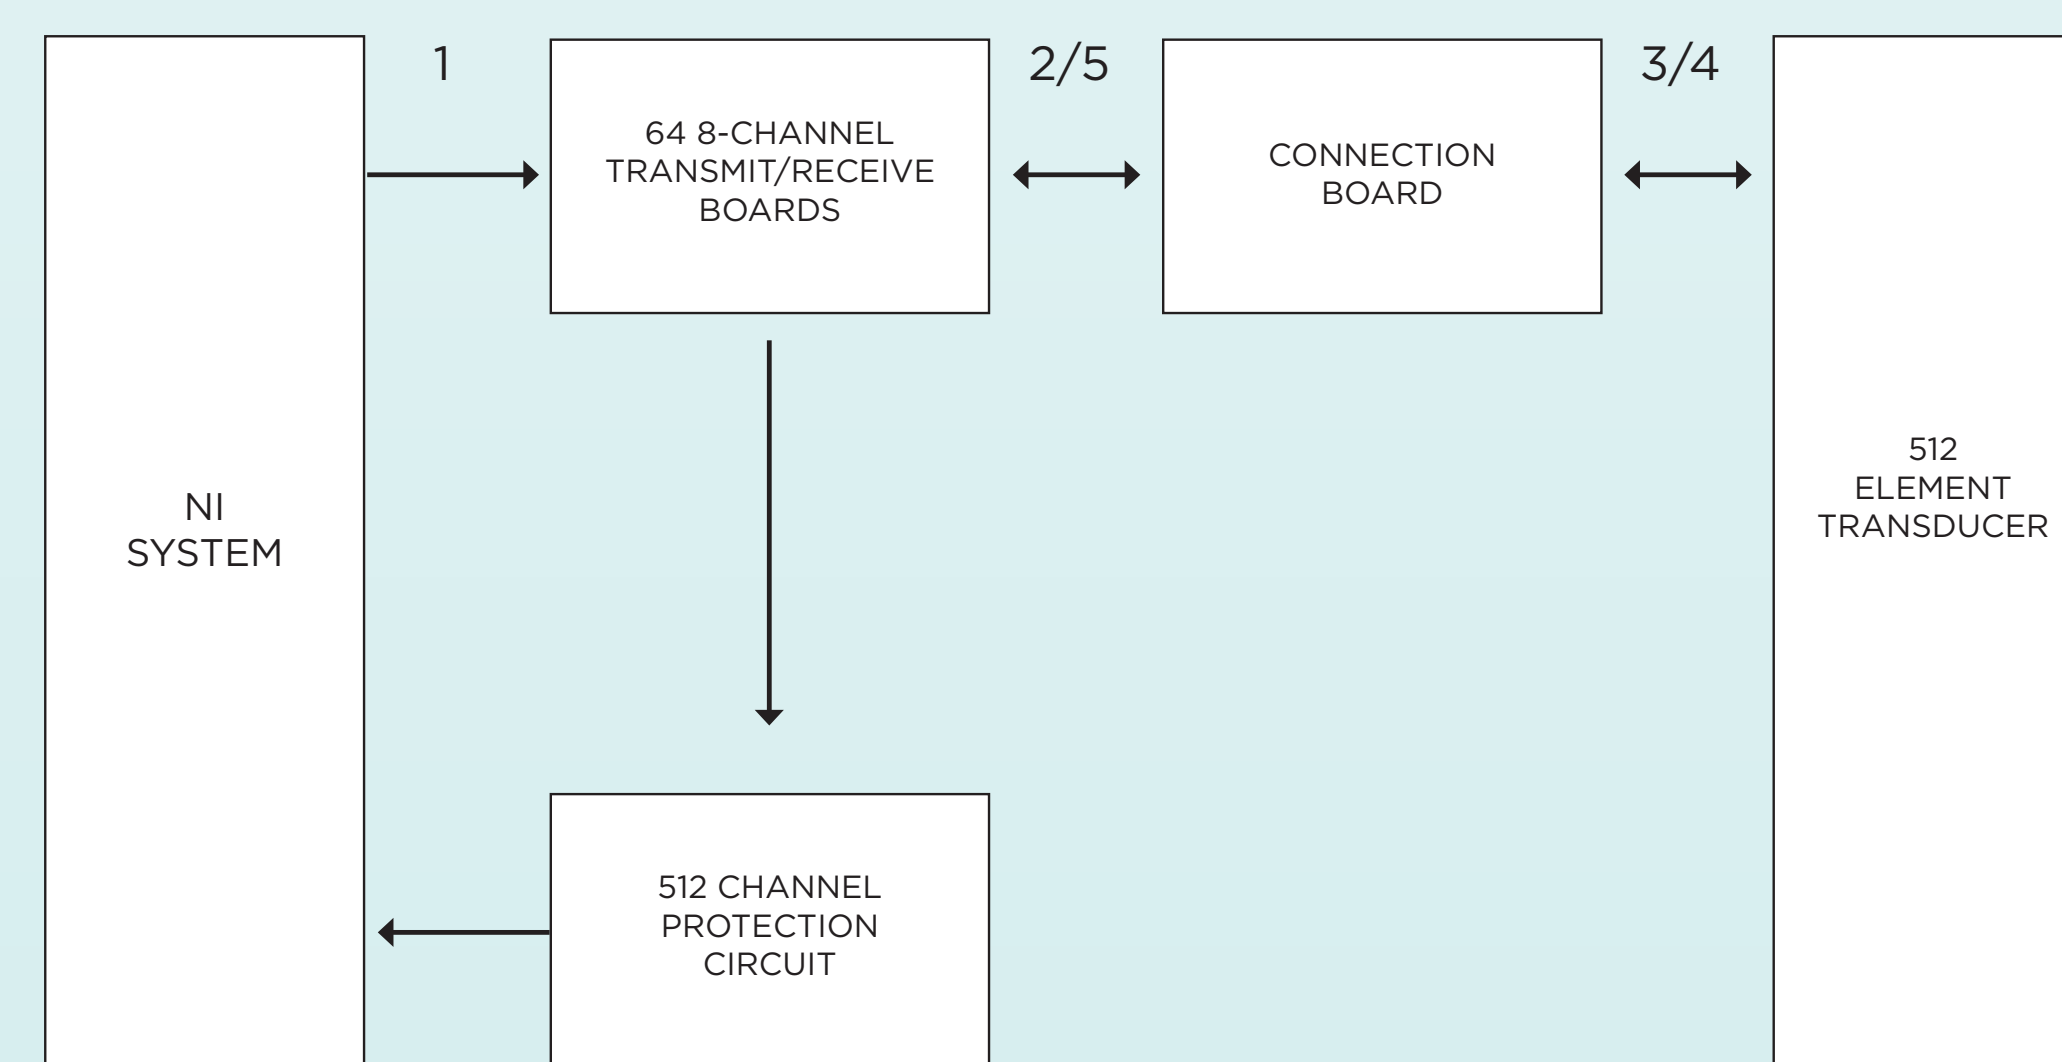 1
2/5
3/4
64 8-CHANNEL
TRANSMIT/RECEIVE
BOARDS
CONNECTION
BOARD
NI
SYSTEM
512
ELEMENT
TRANSDUCER
512 CHANNEL
PROTECTION
CIRCUIT